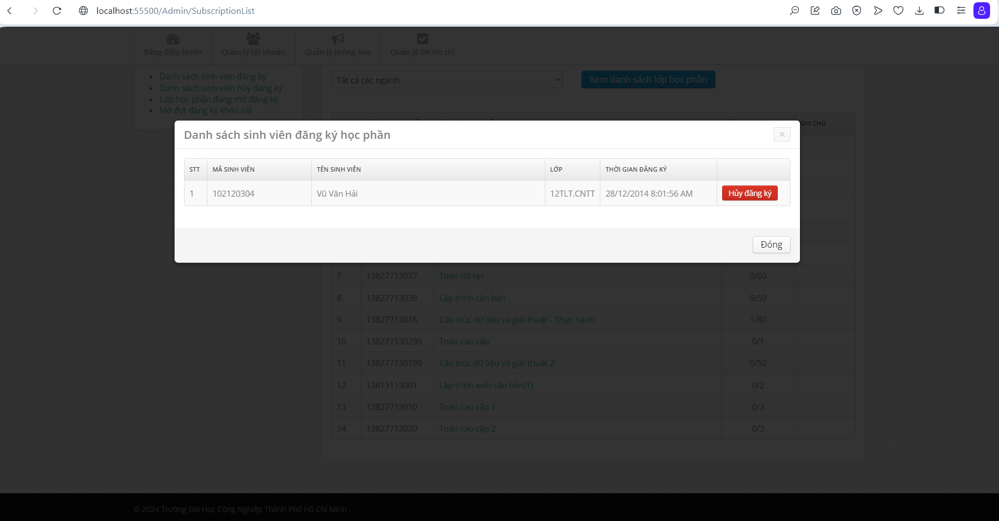 localhost:55500/Admin/SubscriptionList
Bảng điều khiển Quản lý tài khoản Quản lý thông báo Quản lý ĐK tín chỉ
Danh sách sinh viên đăng ký
Danh sách sinh viên hủy đăng ký
Lớp học phần đang mở đăng ký
Mở đợt đăng ký khảo sát
Tất cả các ngành Xem danh sách lớp học phần
GHI CHÚ
Danh sách sinh viên đăng ký học phần
STT MÃ SINH VIÊN TÊN SINH VIÊN LỚP THỜI GIAN ĐĂNG KÝ
1 102120304 Vũ Văn Hải 12TLT.CNTT 28/12/2014 8:01:56 AM Hủy đăng ký
Đóng
7 13827713037 Toán rời rạc 0/60
8 13827713038 Lập trình căn bản 0/50
9 13827713016 Cấu trúc dữ liệu và giải thuật - Thực hành 1/80
10 138277130299 Toán cao cấp 0/1
11 138277130199 Cấu trúc dữ liệu và giải thuật 2 0/50
12 13813113001 Lập trình web căn bản(1) 0/2
13 13827713010 Toán cao cấp 1 0/3
14 13827713020 Toán cao cấp 2 0/3
© 2024 Trường Đại Học Công Nghiệp Thành Phố Hồ Chí Minh .